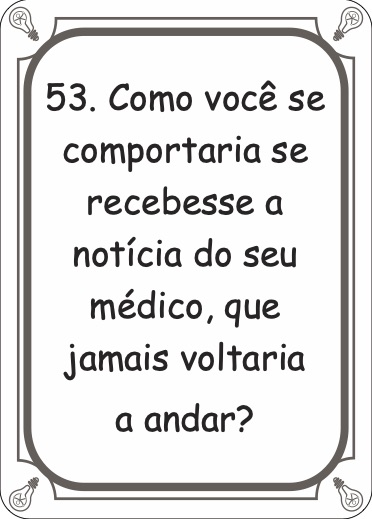 53. Como você se
comportaria se
recebesse a
notícia do seu
médico, que
jamais voltaria
a andar?